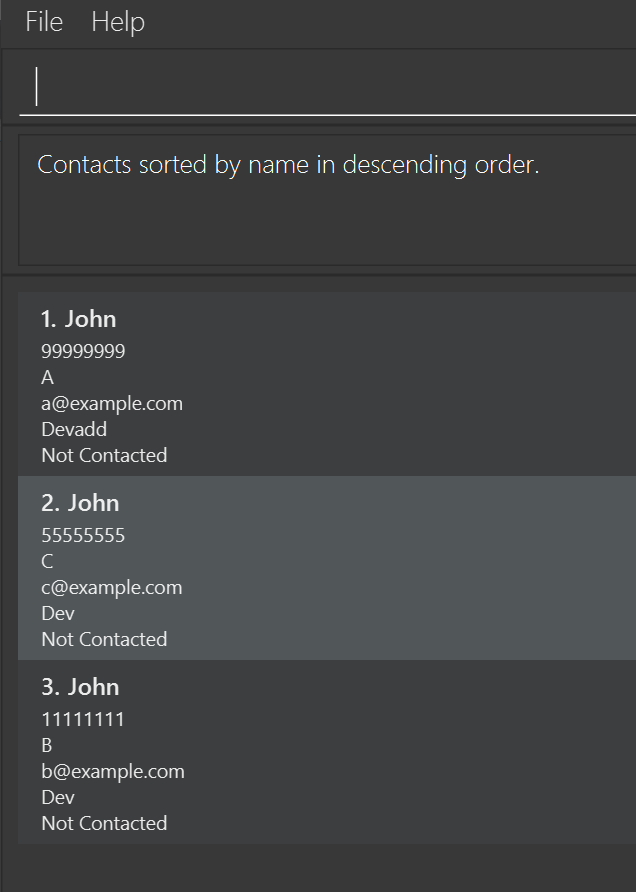 File Help
Contacts sorted by name in descending order.
1. John
99999999
A
a@example.com
Devadd
Not Contacted
2. John
55555555
C
c@example.com
Dev
Not Contacted
3. John
11111111
B
b@example.com
Dev
Not Contacted